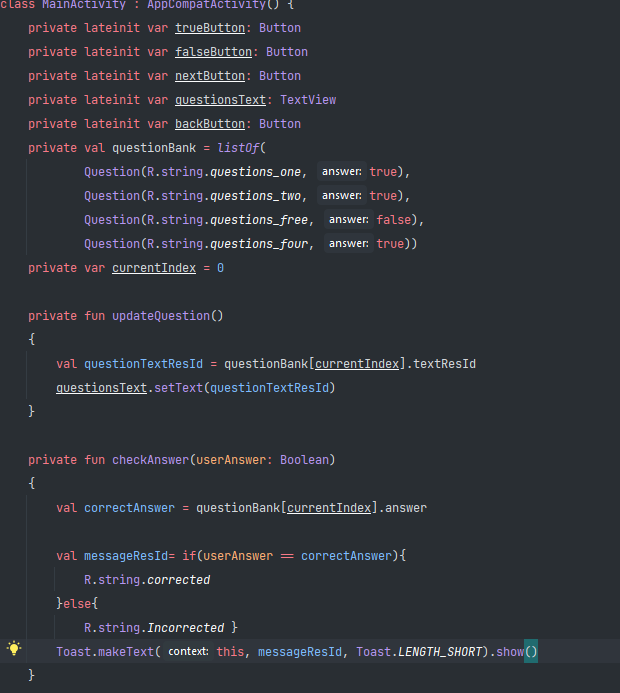 class MainActivity : AppCompatActivity() {
private lateinit var trueButton: Button
private lateinit var falseButton: Button
private lateinit var nextButton: Button
private lateinit var questionsText: TextView
private lateinit var backButton: Button
private val questionBank = listOf(
Question(R.string.questions_one, answer: true),
Question(R.string.questions_two, answer: true),
Question(R.string.questions_free, answer: false),
Question(R.string.questions_four, answer: true))
private var currentIndex = 0
private fun updateQuestion()
{
val questionTextResId = questionBank[currentIndex].textResId
questionsText.setText(questionTextResId)
}
private fun checkAnswer(userAnswer: Boolean)
{
val correctAnswer = questionBank[currentIndex].answer
val messageResId= if(userAnswer == correctAnswer){
R.string.corrected
}else{
R.string.Incorrected }
Toast.makeText( context: this, messageResId, Toast.LENGTH_SHORT).show()
}